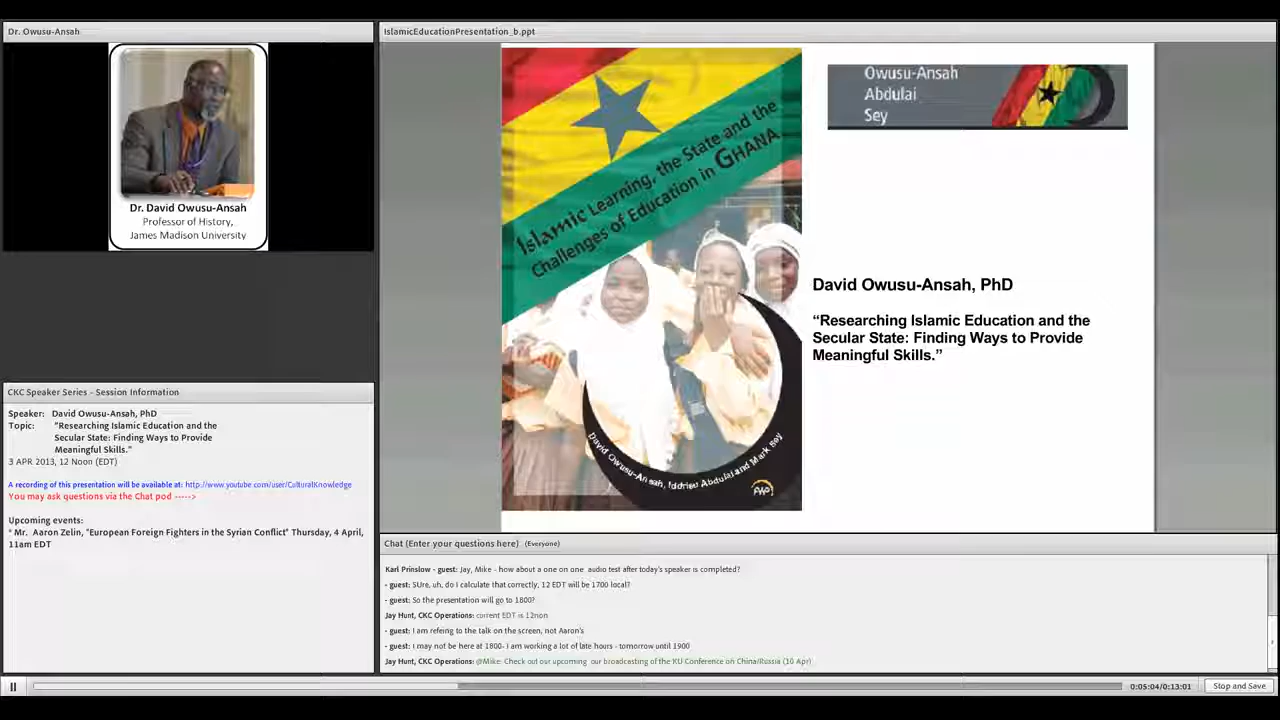 Dr. Owusu-Ansah
Dr. David Owusu-Ansah
Professor of History,
James Madison University
IslamicEducationPresentation_b.ppt
Islamic Learning, the State and the
Challenges of Education in GHANA
David Owusu-Ansah, Iddrisu Abdulai and Mark Sey
Owusu-Ansah
Abdulai
Sey
David Owusu-Ansah, PhD
“Researching Islamic Education and the
Secular State: Finding Ways to Provide
Meaningful Skills.”
CKC Speaker Series - Session Information
Speaker: David Owusu-Ansah, PhD
Topic: "Researching Islamic Education and the
Secular State: Finding Ways to Provide
Meaningful Skills."
3 APR 2013, 12 Noon (EDT)
A recording of this presentation will be available at: http://www.youtube.com/user/CulturalKnowledge
You may ask questions via the Chat pod ----->
Upcoming events:
* Mr. Aaron Zelin, "European Foreign Fighters in the Syrian Conflict" Thursday, 4 April,
11am EDT
Chat (Enter your questions here) (Everyone)
Karl Prinslow - guest: Jay, Mike - how about a one on one audio test after today's speaker is completed?
- guest: SUre, uh, do I calculate that correctly, 12 EDT will be 1700 local?
- guest: So the presentation will go to 1800?
Jay Hunt, CKC Operations: current EDT is 12non
- guest: I am refeing to the talk on the screen, not Aaron's
- guest: I may not be here at 1800- I am working a lot of late hours - tomorrow until 1900
Jay Hunt, CKC Operations: @Mike: Check out our upcoming our broadcasting of the KU Conference on China/Russia (10 Apr)
0:05:04/0:13:01
Stop and Save